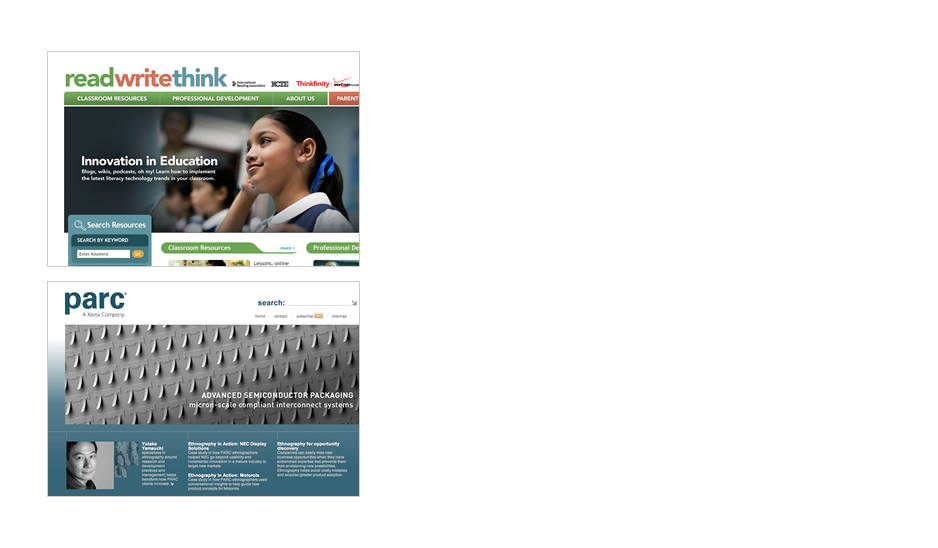 readwritethink
International
Reading Association
NCTE
Thinkfinity
verizon
CLASSROOM RESOURCES
PROFESSIONAL DEVELOPMENT
ABOUT US
PARENT
Innovation in Education
Blogs, wikis, podcasts, oh my! Learn how to implement
the latest literacy technology trends in your classroom.
Search Resources
SEARCH BY KEYWORD
Enter Keyword
GO
Classroom Resources
more
Professional De
Lessons, online
parc
A Xerox Company
search:
home
contact
subscribe
sitemap
ADVANCED SEMICONDUCTOR PACKAGING
micron-scale compliant interconnect systems
Yutaka
Yamauchi
specializes in
ethnography around
research and
development
practices and
management; helps
transform how PARC
clients innovate.
Ethnography in Action: NEC Display
Solutions
Case study in how PARC ethnographers
helped NEC go beyond usability and
incremental innovation in a mature industry to
target new markets.
Ethnography in Action: Motorola
Case study in how PARC ethnographers used
conversational insights to help guide new
product concepts for Motorola
Ethnography for opportunity
discovery
Companies can easily miss new
business opportunities when they have
entrenched expertise that prevents them
from envisioning new possibilities.
Ethnography helps avoid costly mistakes
and ensures greater product adoption.